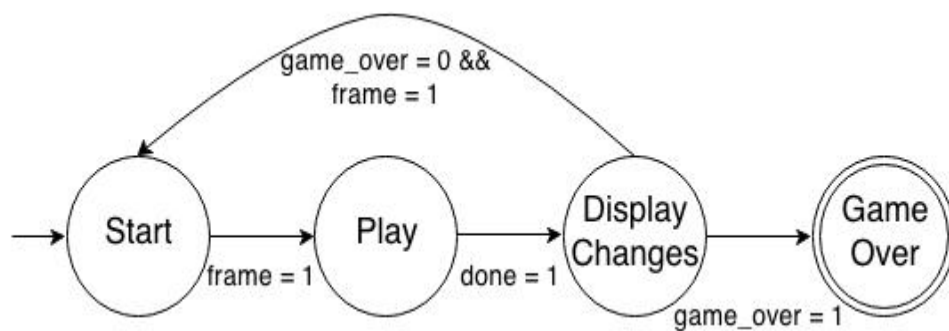 game_over = 0 &&
frame = 1
Start
Play
Display
Changes
Game
Over
frame = 1
done = 1
game_over = 1